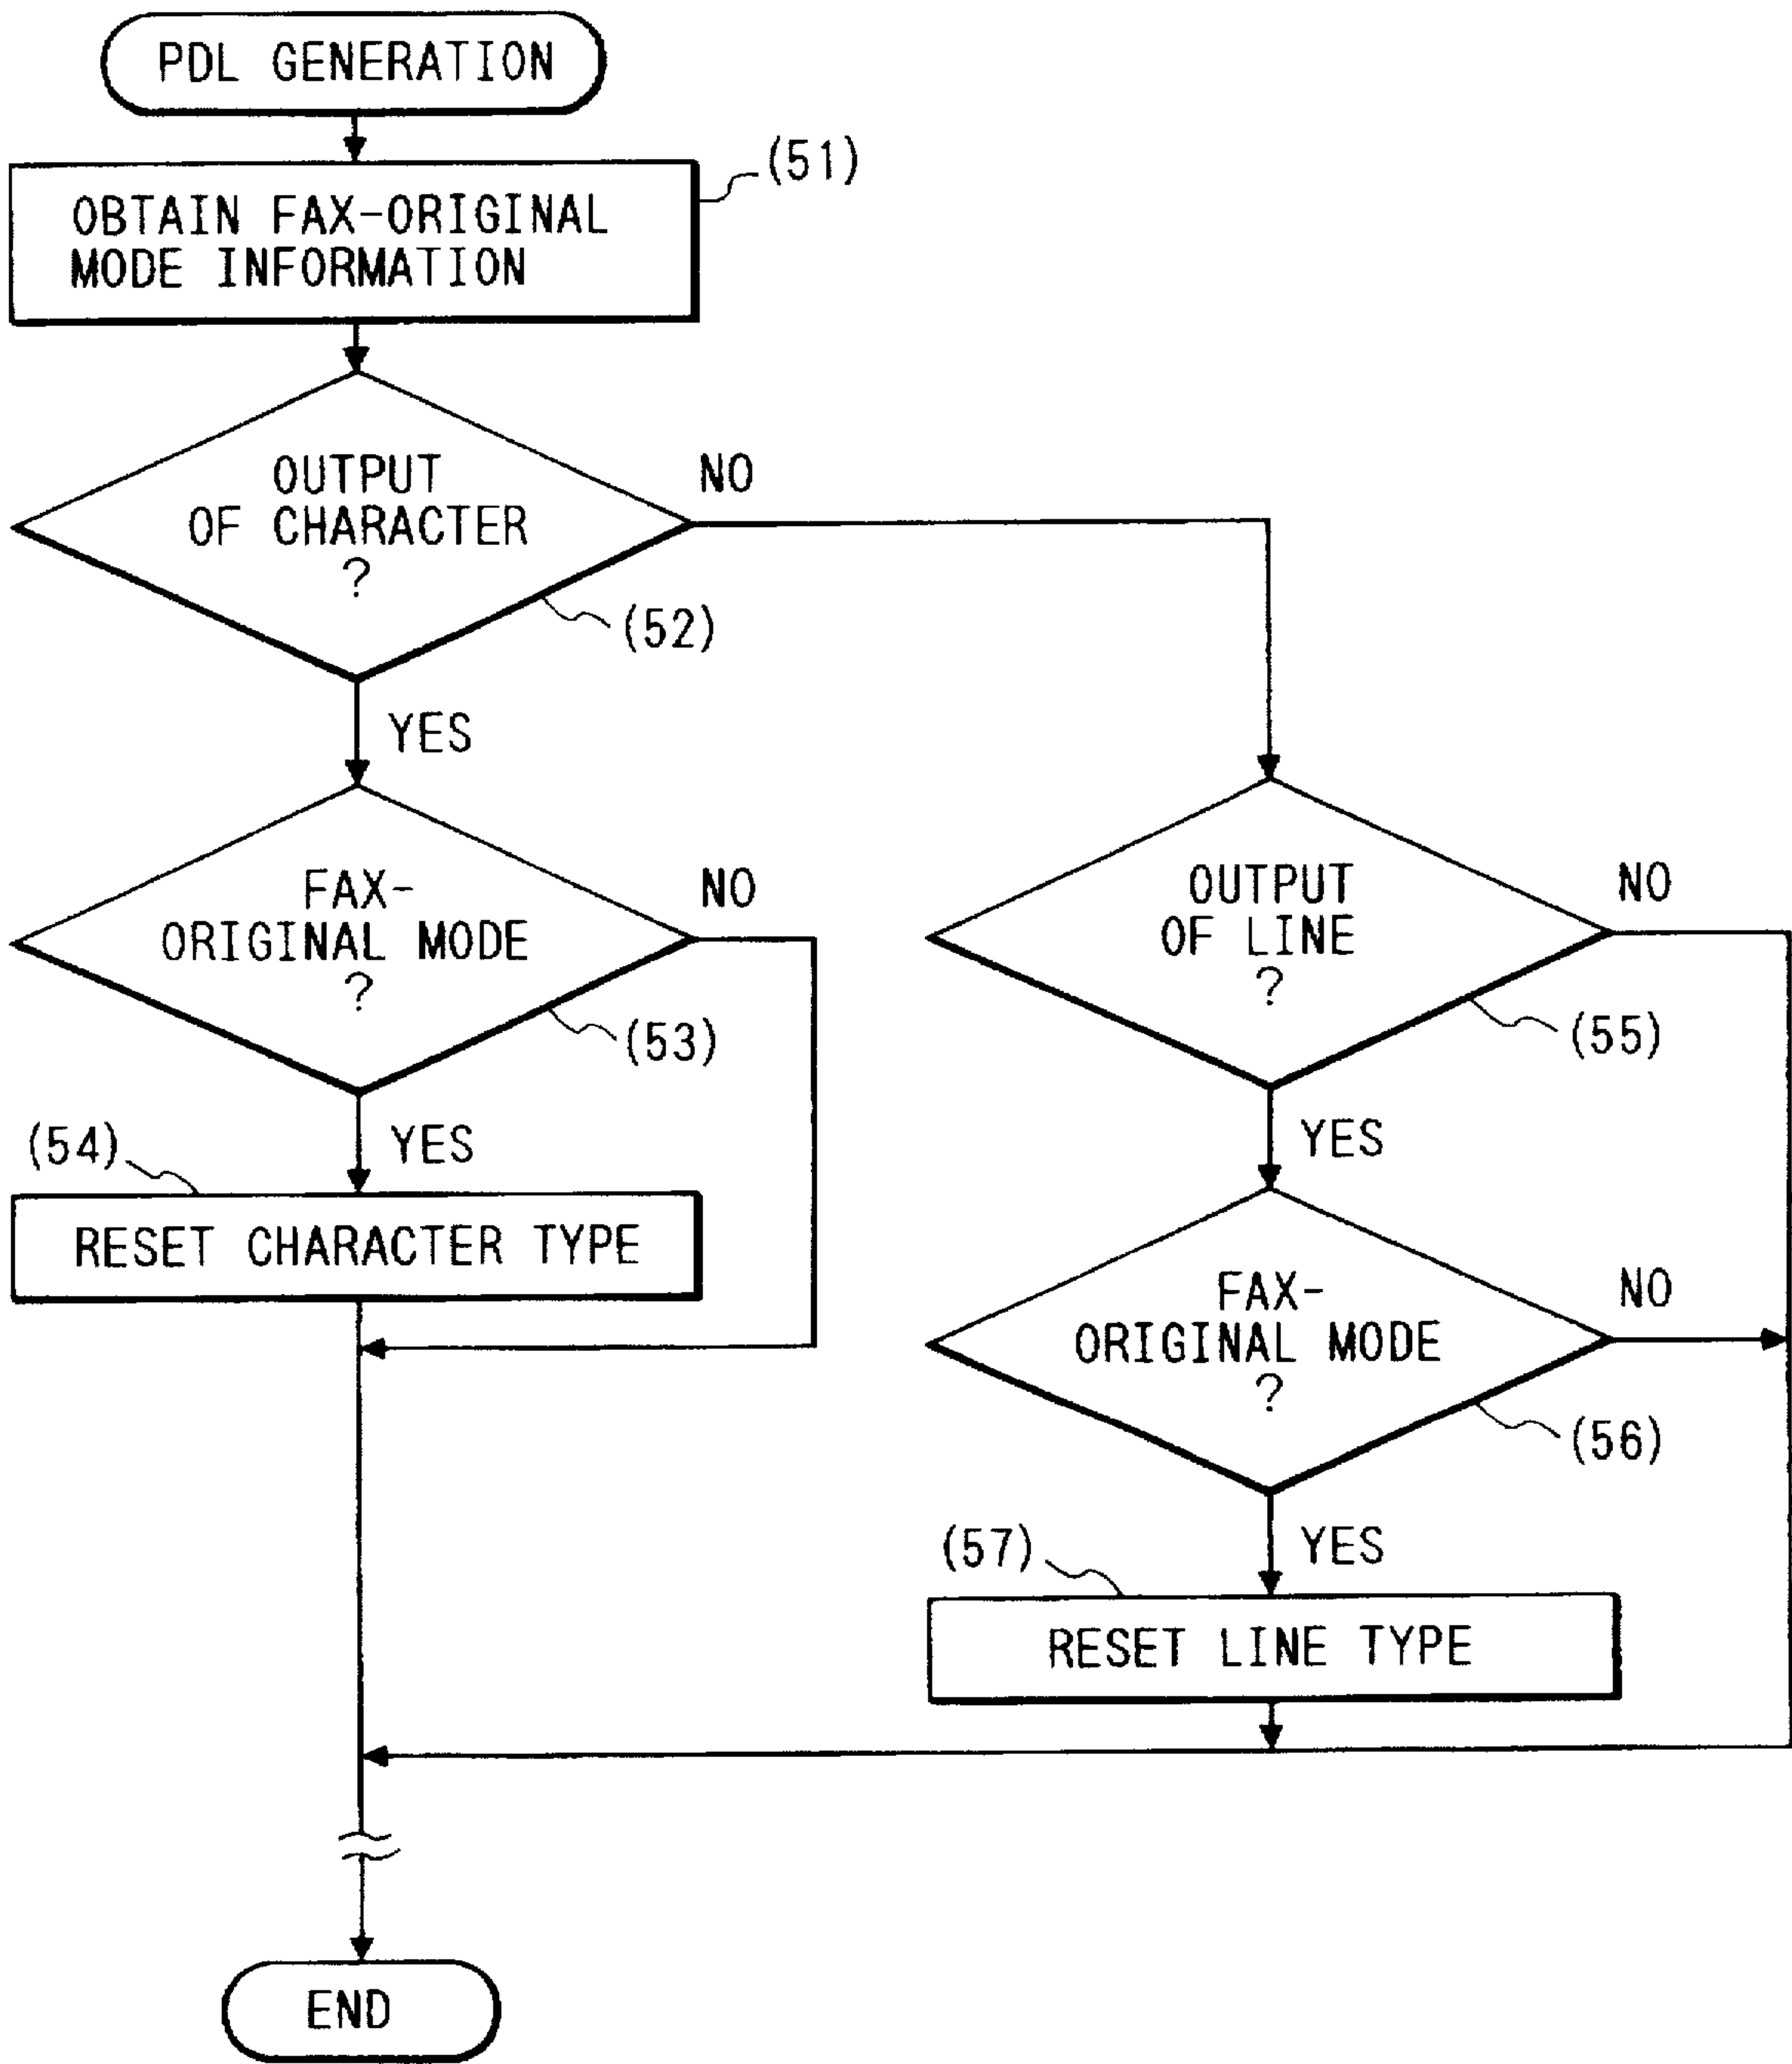 PDL GENERATION
(51)
OBTAIN FAX-ORIGINAL
MODE INFORMATION
OUTPUT
OF CHARACTER
?
NO
(52)
YES
FAX-
ORIGINAL MODE
?
NO
(53)
OUTPUT
OF LINE
?
NO
(55)
YES
(54)
RESET CHARACTER TYPE
YES
FAX-
ORIGINAL MODE
?
NO
(56)
YES
(57)
RESET LINE TYPE
END